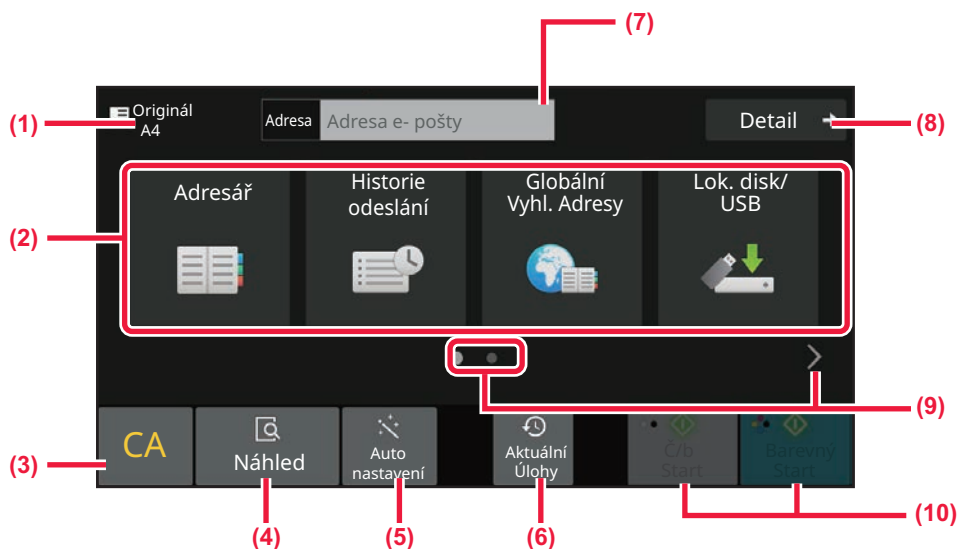 (7)
(1)
Originál
A4
Adresa
Adresa e- pošty
Detail
(8)
(2)
Adresář
Historie
odeslání
Globální
Vyhl. Adresy
Lok. disk/
USB
(9)
(3)
CA
Náhled
Auto
nastavení
Aktuální
Úlohy
Č/b
Start
Barevný
Start
(4)
(5)
(6)
(10)